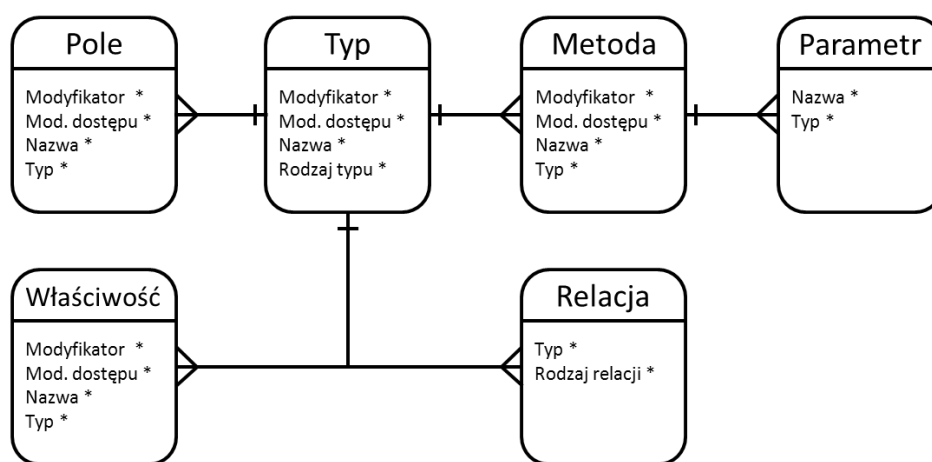 Pole
Modyfikator *
Mod. dostępu *
Nazwa *
Typ *
Typ
Modyfikator *
Mod. dostępu *
Nazwa *
Rodzaj typu *
Metoda
Modyfikator *
Mod. dostępu *
Nazwa *
Typ *
Parametr
Nazwa *
Typ *
Właściwość
Modyfikator *
Mod. dostępu *
Nazwa *
Typ *
Relacja
Typ *
Rodzaj relacji *